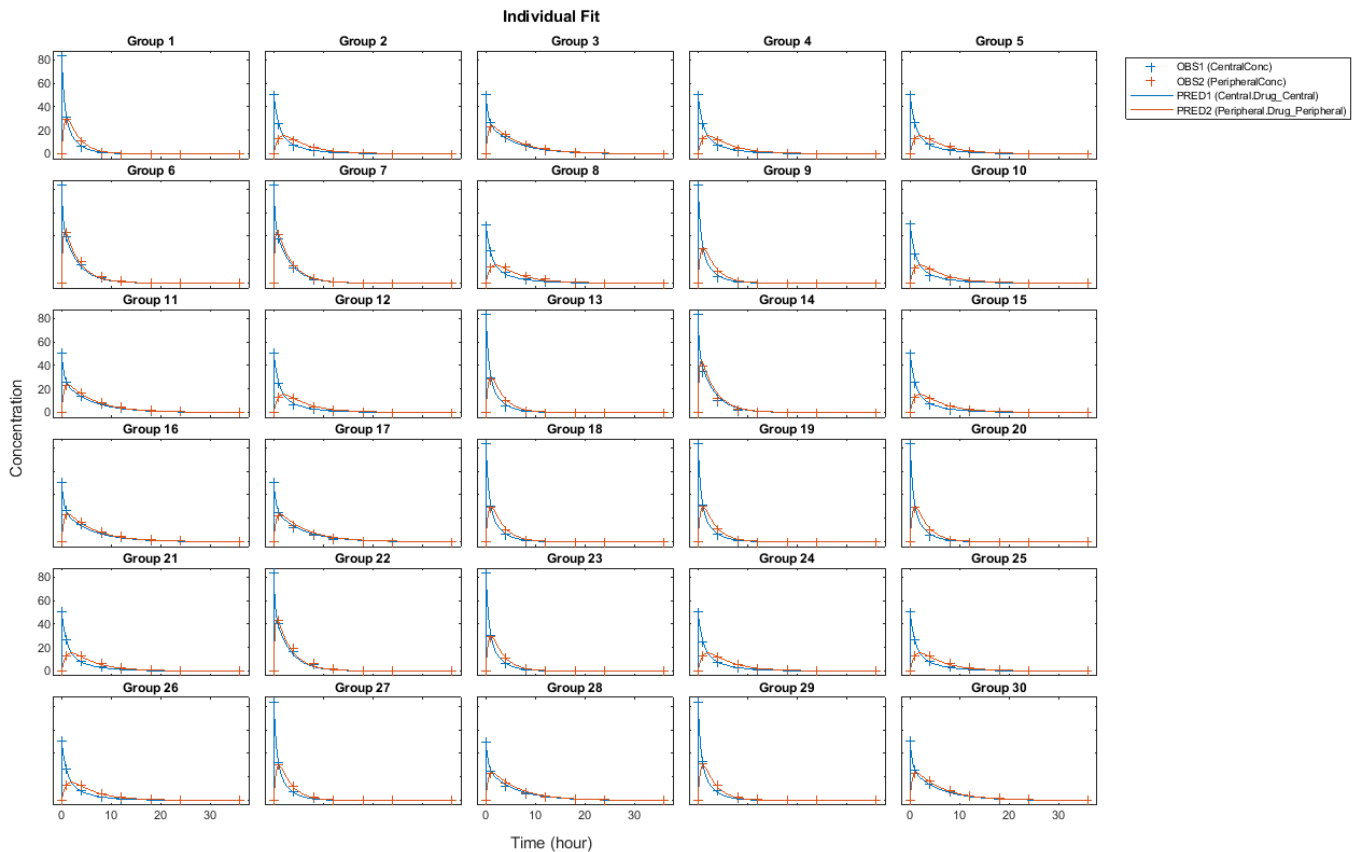 Individual Fit
Group 1 Group 2 Group 3 Group 4 Group 5
80
60
40
20
0
OBS1 (CentralConc)
OBS2 (PeripheralConc)
PRED1 (Central.Drug_Central)
PRED2 (Peripheral.Drug_Peripheral)
Group 6 Group 7 Group 8 Group 9 Group 10
Group 11 Group 12 Group 13 Group 14 Group 15
80
60
40
20
0
Concentration
Group 16 Group 17 Group 18 Group 19 Group 20
Group 21 Group 22 Group 23 Group 24 Group 25
80
60
40
20
0
Group 26 Group 27 Group 28 Group 29 Group 30
0 10 20 30 0 10 20 30 0 10 20 30
Time (hour)